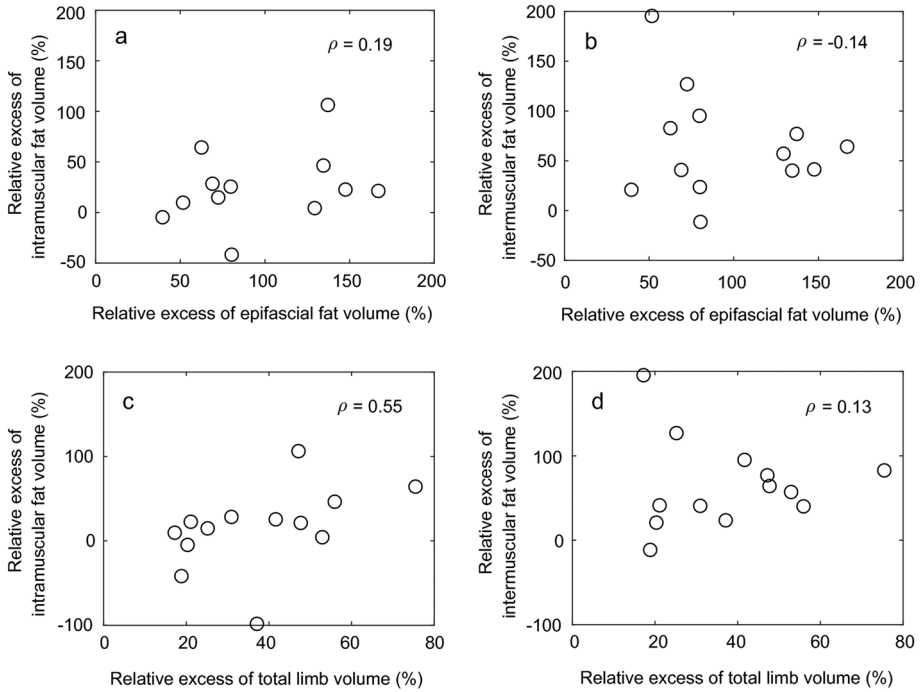 a
ρ = 0.19
200
100
50
0
-50
0
50
100
150
200
Relative excess of
intramuscular fat volume (%)
Relative excess of epifascial fat volume (%)
b
ρ = -0.14
200
100
50
0
-50
0
50
100
150
200
Relative excess of
intermuscular fat volume (%)
Relative excess of epifascial fat volume (%)
c
ρ = 0.55
200
100
0
-100
0
20
40
60
80
Relative excess of
intramuscular fat volume (%)
Relative excess of total limb volume (%)
d
ρ = 0.13
200
100
0
-100
0
20
40
60
80
Relative excess of
intermuscular fat volume (%)
Relative excess of total limb volume (%)